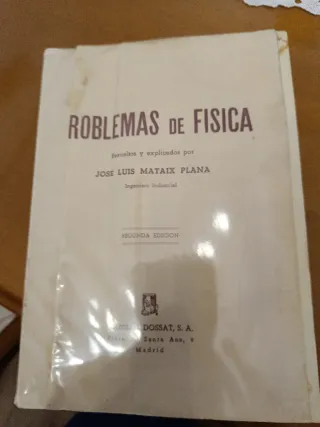 ROBLEMAS DE FISICA
Resueltos y explicados por
JOSE LUIS MATAIX PLANA
Ingeniero Industrial
SEGUNDA EDICION
DOSSAT, S. A.
Santa Ana, 9
Madrid